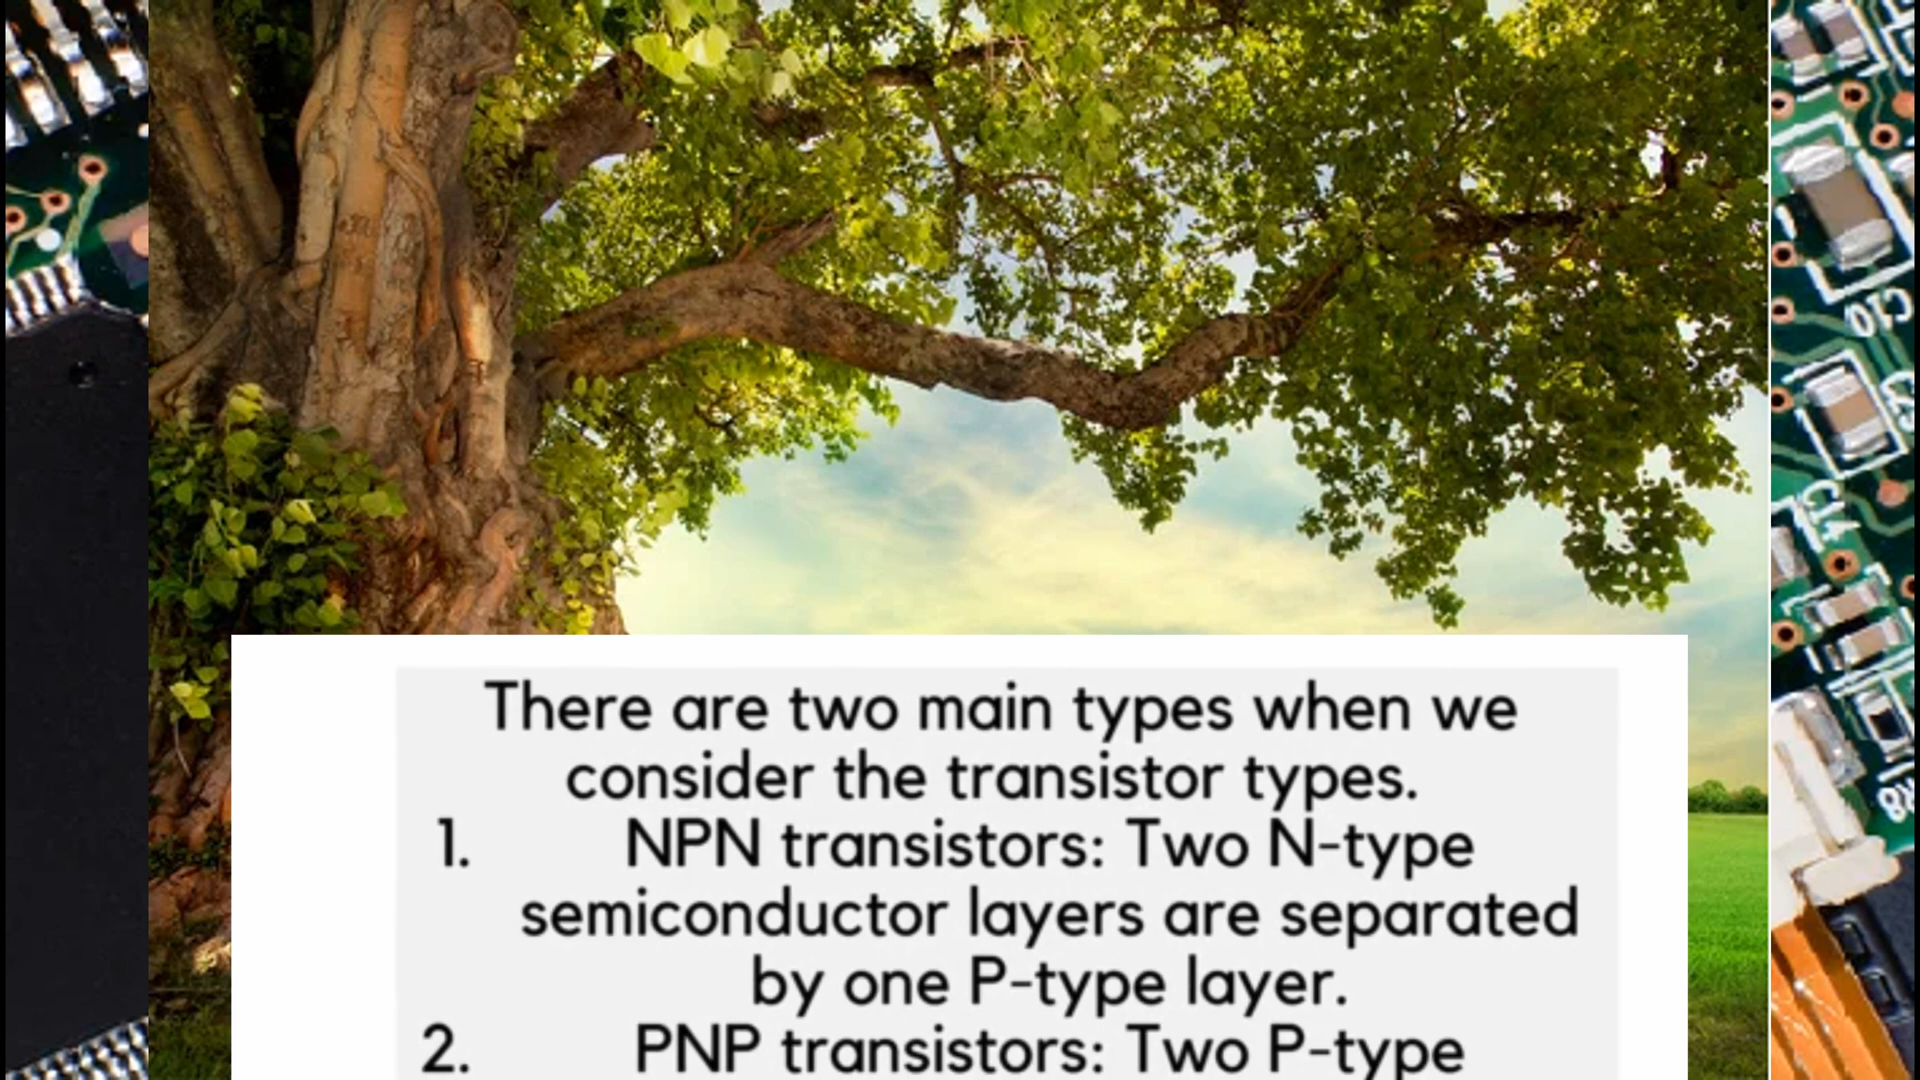 There are two main types when we
consider the transistor types.
1. NPN transistors: Two N-type
semiconductor layers are separated
by one P-type layer.
2. PNP transistors: Two P-type
C10